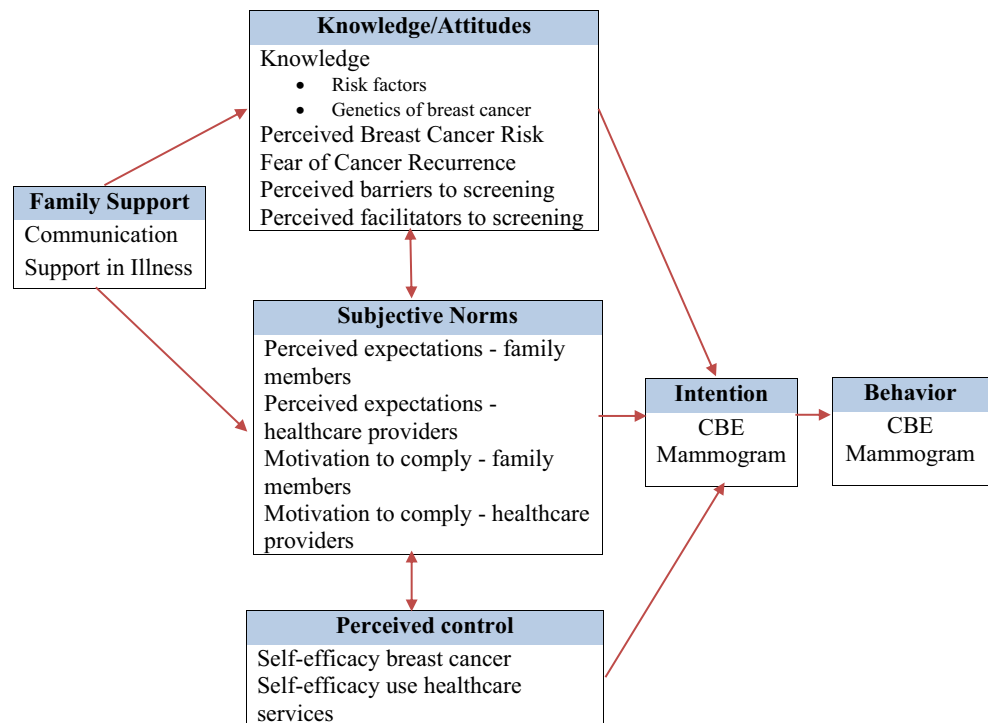 Knowledge/Attitudes
Knowledge
• Risk factors
• Genetics of breast cancer
Perceived Breast Cancer Risk
Fear of Cancer Recurrence
Perceived barriers to screening
Perceived facilitators to screening
Family Support
Communication
Support in Illness
Subjective Norms
Perceived expectations - family
members
Perceived expectations -
healthcare providers
Motivation to comply - family
members
Motivation to comply - healthcare
providers
Perceived control
Self-efficacy breast cancer
Self-efficacy use healthcare
services
Intention
CBE
Mammogram
Behavior
CBE
Mammogram